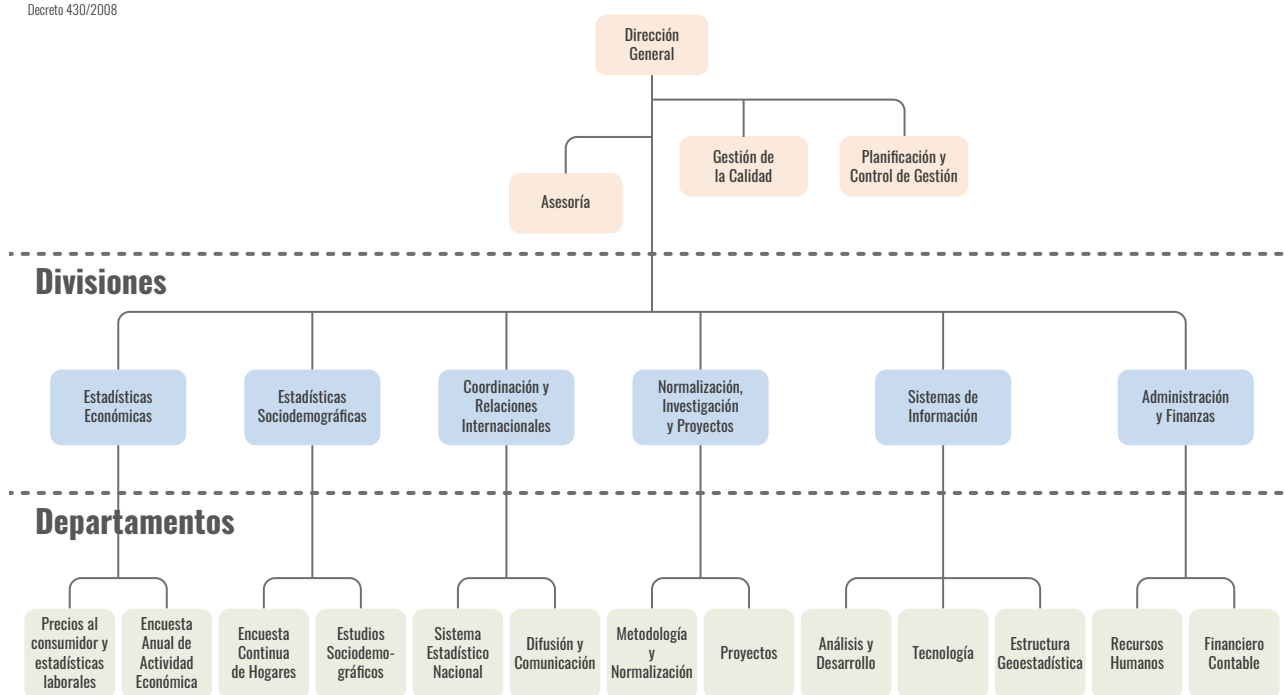 Decreto 430/2008
Dirección
General
Gestión de
la Calidad
Planificación y
Control de Gestión
Asesoría
Divisiones
Estadísticas
Económicas
Estadísticas
Sociodemográficas
Coordinación y
Relaciones
Internacionales
Normalización,
Investigación
y Proyectos
Sistemas de
Información
Administración
y Finanzas
Departamentos
Precios al
consumidor y
estadísticas
laborales
Encuesta
Anual de
Actividad
Económica
Encuesta
Continua
de Hogares
Estudios
Sociodemo-
gráficos
Sistema
Estadístico
Nacional
Difusión y
Comunicación
Metodología
y
Normalización
Proyectos
Análisis y
Desarrollo
Tecnología
Estructura
Geoestadística
Recursos
Humanos
Financiero
Contable